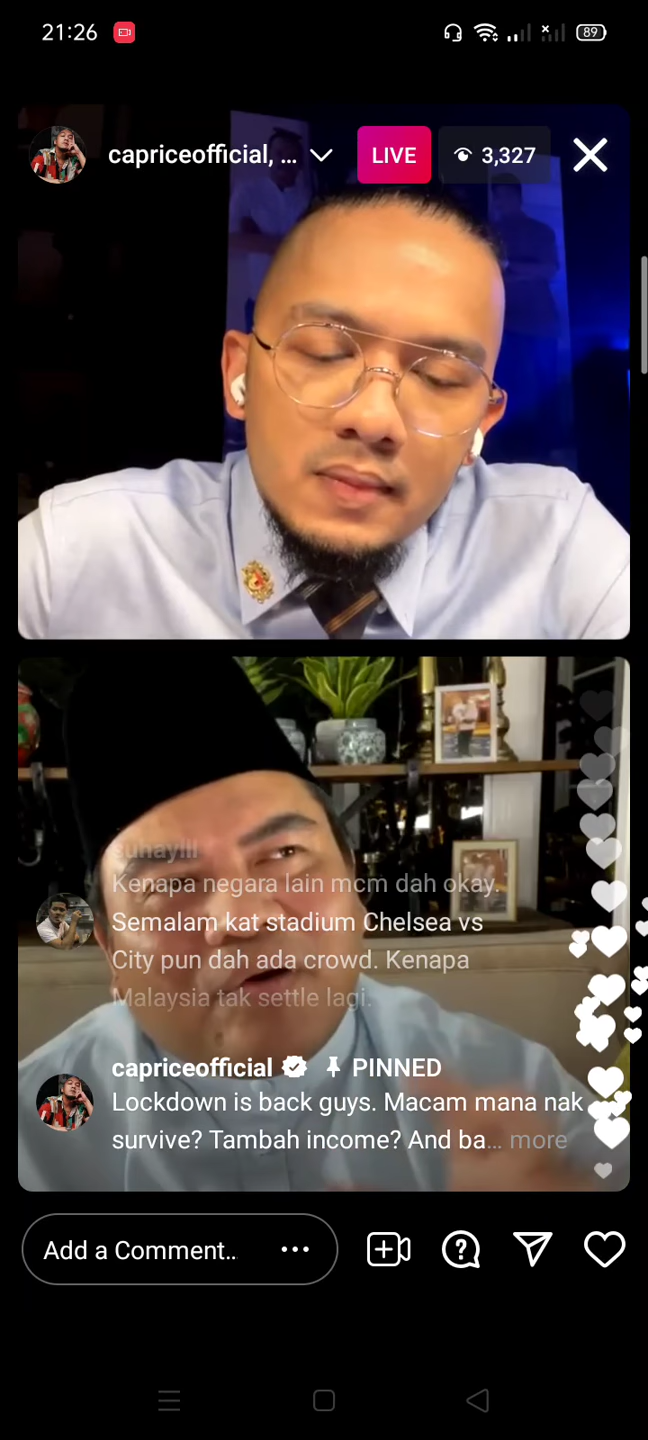 21:26
89
capriceofficial, ...
LIVE
3,327
sunaylll
Kenapa negara lain mcm dah okay.
Semalam kat stadium Chelsea vs
City pun dah ada crowd. Kenapa
Malaysia tak settle lagi.
capriceofficial PINNED
Lockdown is back guys. Macam mana nak
survive? Tambah income? And ba... more
Add a Comment..